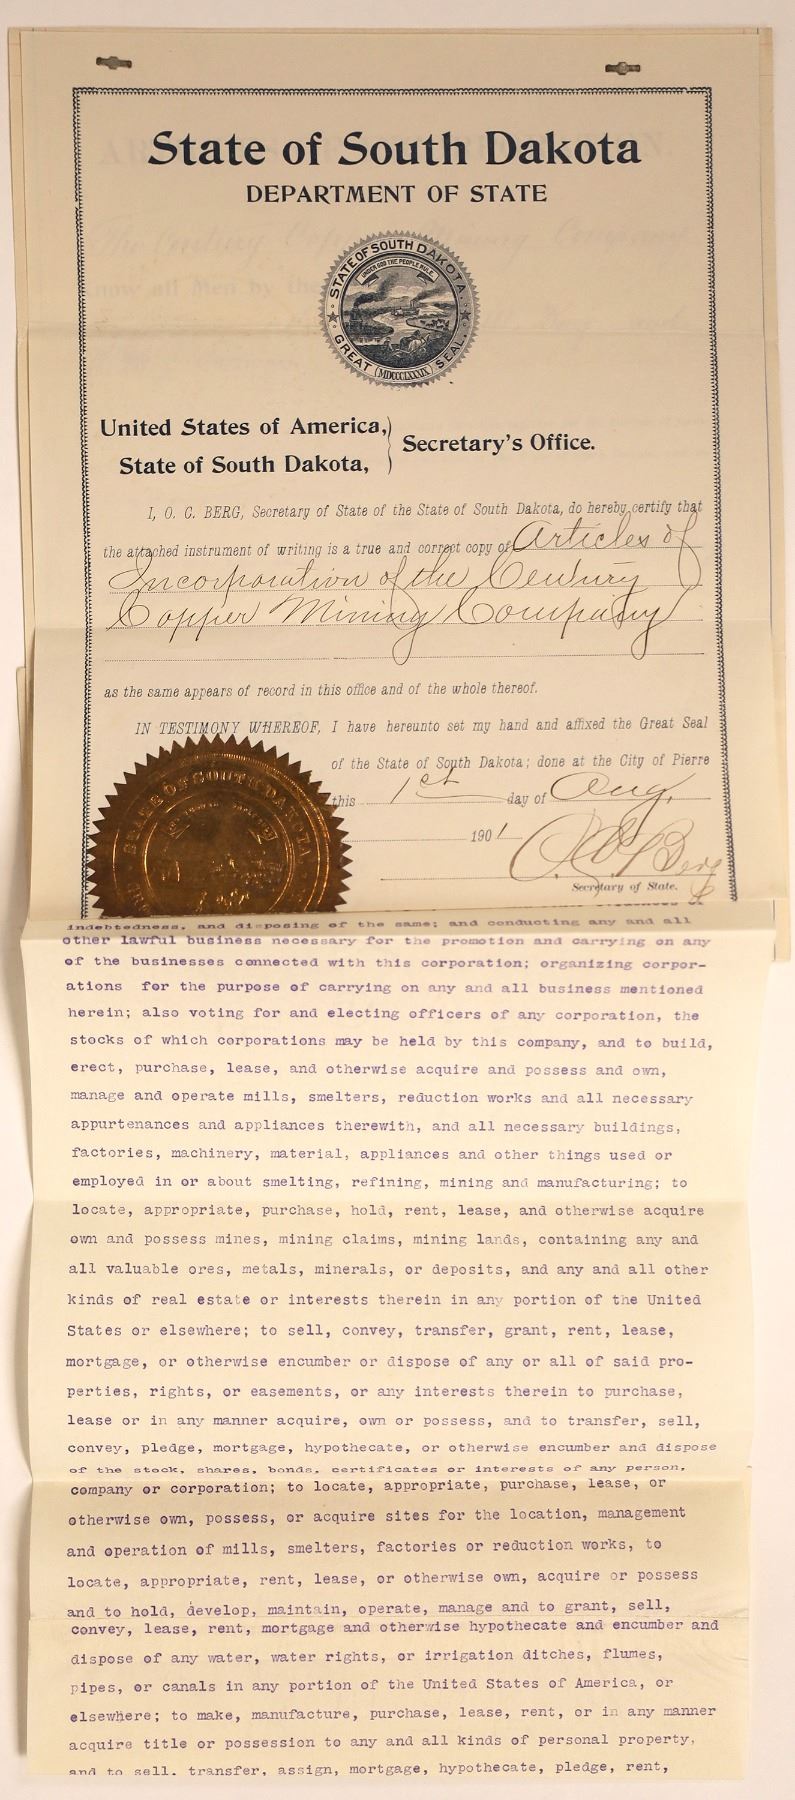 State of South Dakota
DEPARTMENT OF STATE
STATE OF SOUTH DAKOTA.
UNDER GOD THE PEOPLE RULE.
GREAT SEAL.
MDCCCLXXXIX
United States of America,
State of South Dakota,
Secretary's Office.
I, O. C. BERG, Secretary of State of the State of South Dakota, do hereby certify that
the attached instrument of writing is a true and correct copy of Articles of
Incorporation of the Century
Copper Mining Company
as the same appears of record in this office and of the whole thereof.
IN TESTIMONY WHEREOF, I have hereunto set my hand and affixed the Great Seal
of the State of South Dakota; done at the City of Pierre
this 1st day of Aug.
1901
O. C. Berg
Secretary of State.
STATE OF SOUTH DAKOTA.
indebtedness, and disposing of the same; and conducting any and all
other lawful business necessary for the promotion and carrying on any
of the businesses connected with this corporation; organizing corpor-
ations for the purpose of carrying on any and all business mentioned
herein; also voting for and electing officers of any corporation, the
stocks of which corporations may be held by this company, and to build,
erect, purchase, lease, and otherwise acquire and possess and own,
manage and operate mills, smelters, reduction works and all necessary
appurtenances and appliances therewith, and all necessary buildings,
factories, machinery, material, appliances and other things used or
employed in or about smelting, refining, mining and manufacturing; to
locate, appropriate, purchase, hold, rent, lease, and otherwise acquire
own and possess mines, mining claims, mining lands, containing any and
all valuable ores, metals, minerals, or deposits, and any and all other
kinds of real estate or interests therein in any portion of the United
States or elsewhere; to sell, convey, transfer, grant, rent, lease,
mortgage, or otherwise encumber or dispose of any or all of said pro-
perties, rights, or easements, or any interests therein to purchase,
lease or in any manner acquire, own or possess, and to transfer, sell,
convey, pledge, mortgage, hypothecate, or otherwise encumber and dispose
of the stock, shares, bonds, certificates or interests of any person,
company or corporation; to locate, appropriate, purchase, lease, or
otherwise own, possess, or acquire sites for the location, management
and operation of mills, smelters, factories or reduction works, to
locate, appropriate, rent, lease, or otherwise own, acquire or possess
and to hold, develop, maintain, operate, manage and to grant, sell,
convey, lease, rent, mortgage and otherwise hypothecate and encumber and
dispose of any water, water rights, or irrigation ditches, flumes,
pipes, or canals in any portion of the United States of America, or
elsewhere; to make, manufacture, purchase, lease, rent, or in any manner
acquire title or possession to any and all kinds of personal property,
and to sell, transfer, assign, mortgage, hypothecate, pledge, rent,